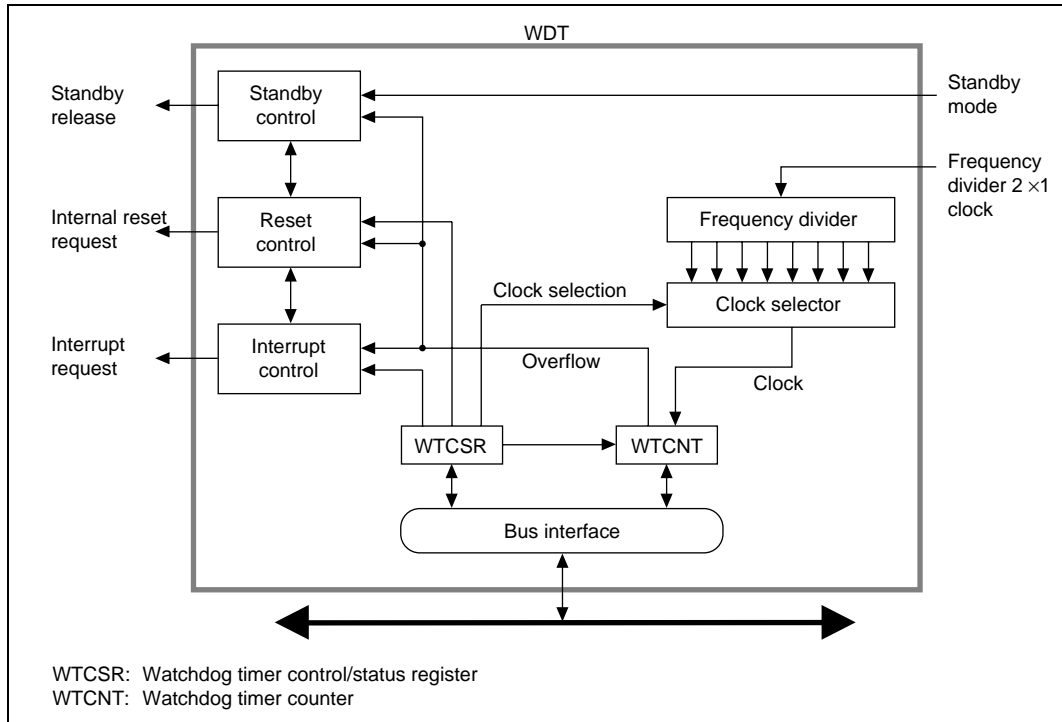 WDT
Standby
release
Standby
control
Standby
mode
Frequency
divider 2 ×1
clock
Internal reset
request
Reset
control
Frequency divider
Clock selection
Clock selector
Interrupt
request
Interrupt
control
Overflow
Clock
WTCSR
WTCNT
Bus interface
WTCSR: Watchdog timer control/status register
WTCNT: Watchdog timer counter